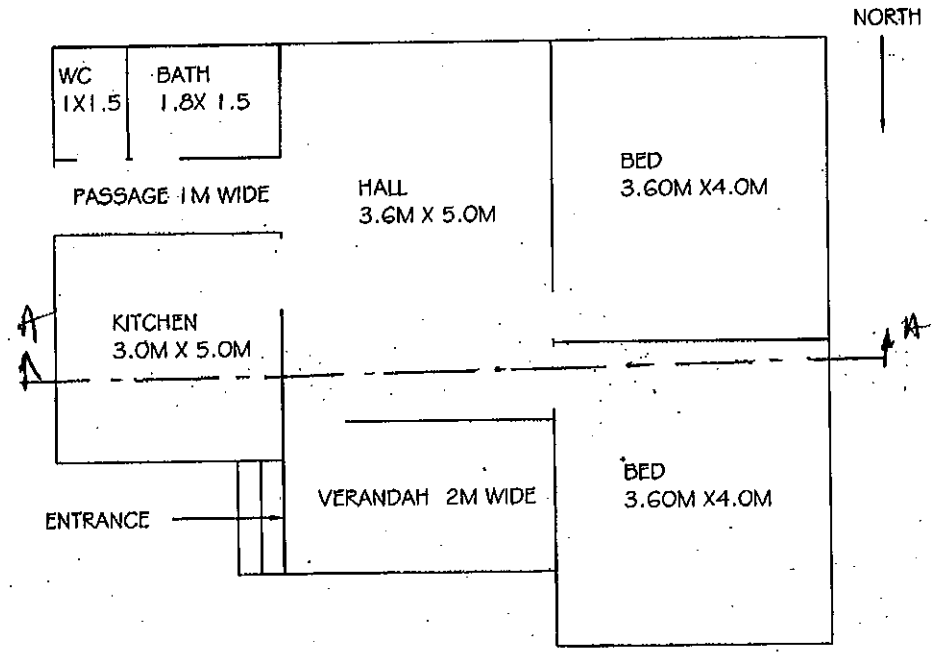 NORTH
WC
1X1.5
BATH
1.8X 1.5
PASSAGE 1M WIDE
HALL
3.6M X 5.0M
BED
3.60M X4.0M
A
A
KITCHEN
3.0M X 5.0M
BED
3.60M X4.0M
VERANDAH 2M WIDE
ENTRANCE